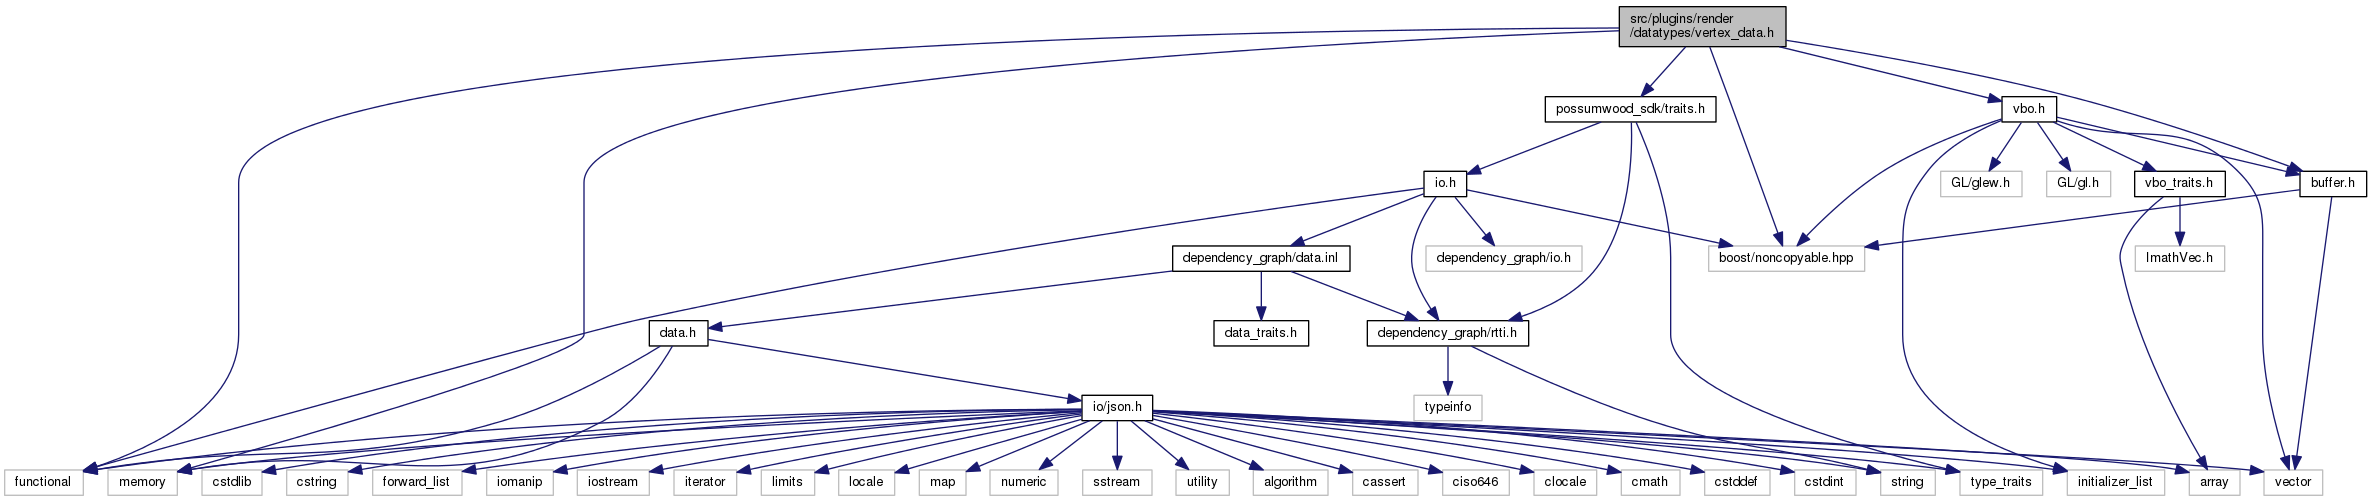 src/plugins/render
/datatypes/vertex_data.h
possumwood_sdk/traits.h
vbo.h
io.h
GL/glew.h
GL/gl.h
vbo_traits.h
buffer.h
dependency_graph/data.inl
dependency_graph/io.h
boost/noncopyable.hpp
ImathVec.h
data.h
data_traits.h
dependency_graph/rtti.h
io/json.h
typeinfo
functional
memory
cstdlib
cstring
forward_list
iomanip
iostream
iterator
limits
locale
map
numeric
sstream
utility
algorithm
cassert
ciso646
clocale
cmath
cstddef
cstdint
string
type_traits
initializer_list
array
vector